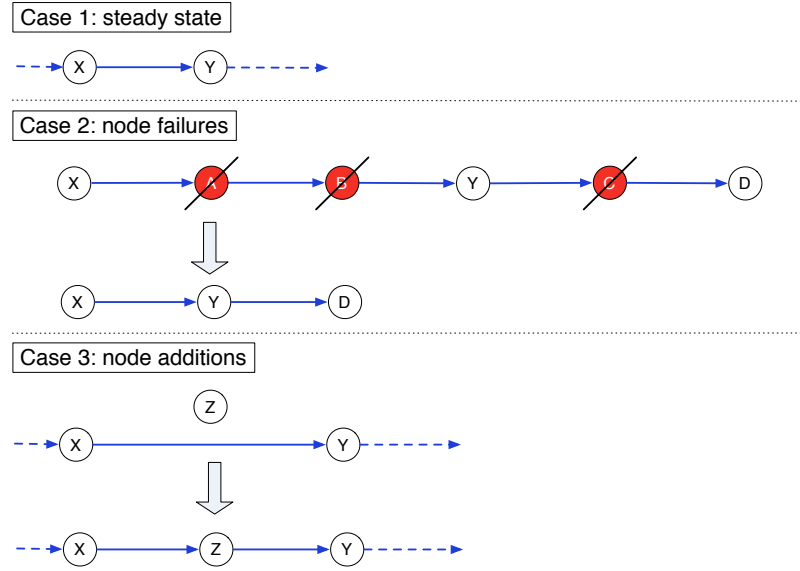 Case 1: steady state
X Y
Case 2: node failures
X A B Y C D
X Y D
Case 3: node additions
Z
X Y
X Z Y